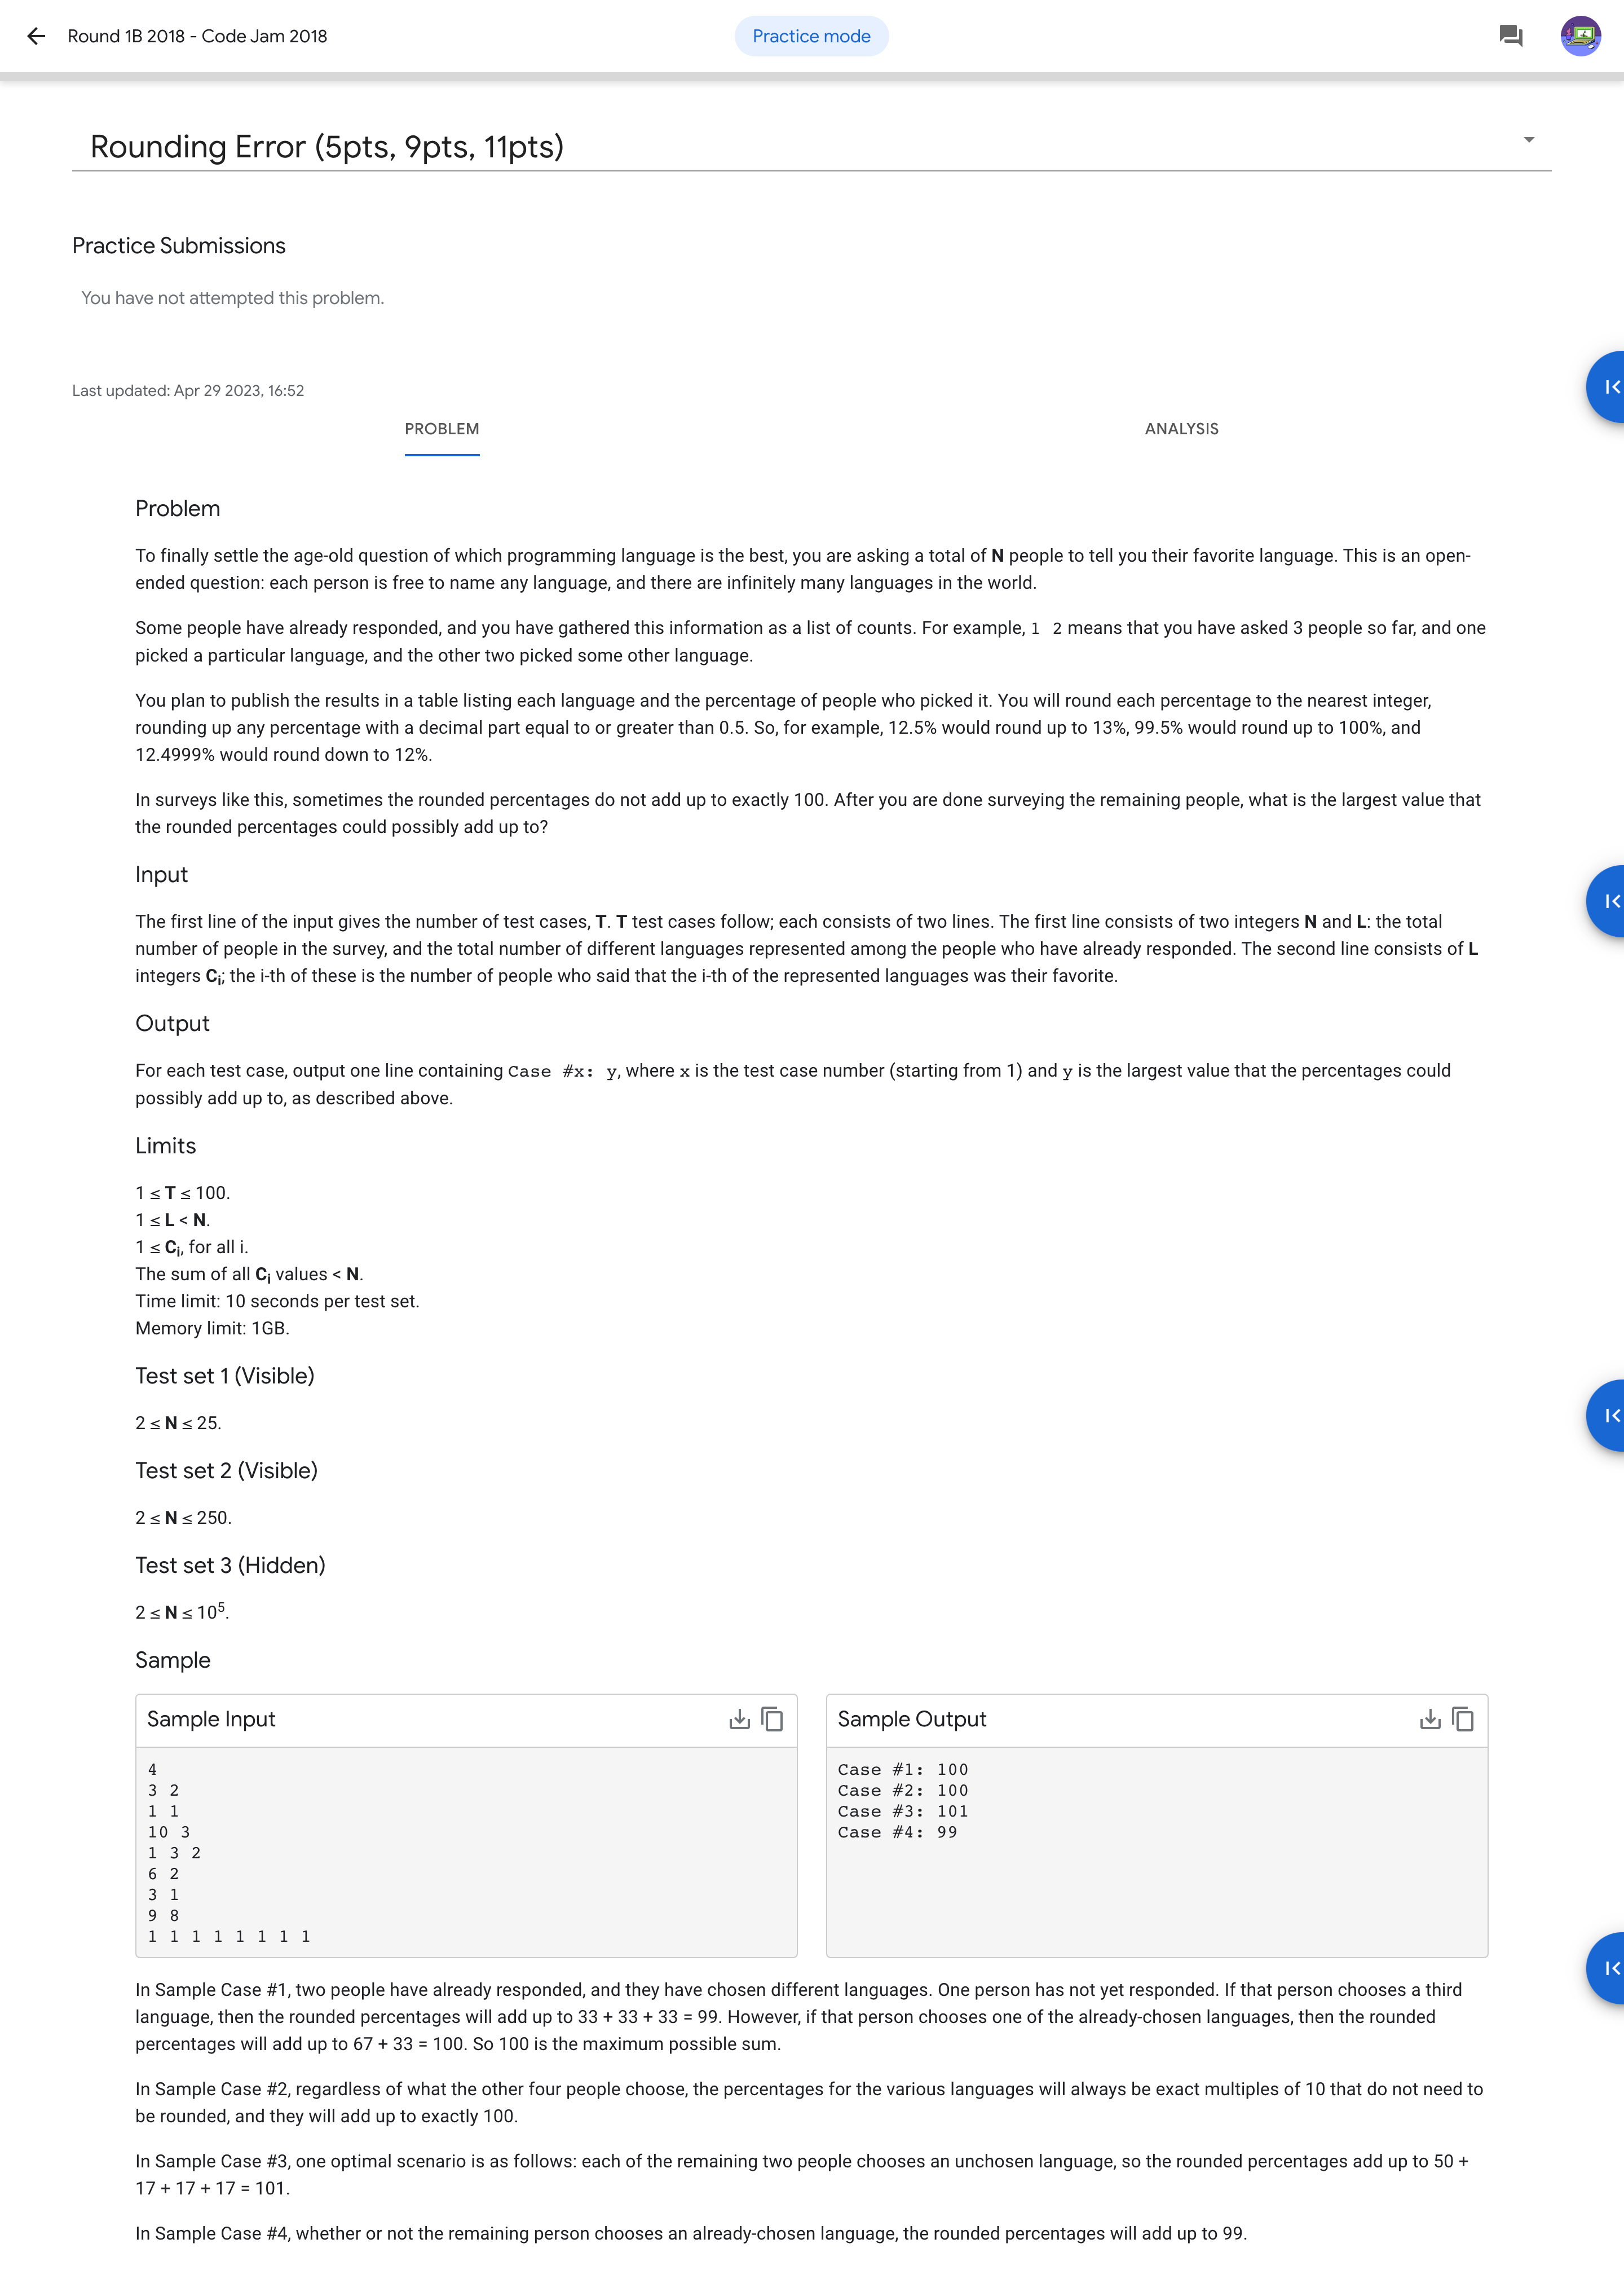 Round 1B 2018 - Code Jam 2018
Practice mode
Rounding Error (5pts, 9pts, 11pts)
Practice Submissions
You have not attempted this problem.
Last updated: Apr 29 2023, 16:52
PROBLEM
ANALYSIS
Problem
To finally settle the age-old question of which programming language is the best, you are asking a total of N people to tell you their favorite language. This is an open-
ended question: each person is free to name any language, and there are infinitely many languages in the world.
Some people have already responded, and you have gathered this information as a list of counts. For example, 1 2 means that you have asked 3 people so far, and one
picked a particular language, and the other two picked some other language.
You plan to publish the results in a table listing each language and the percentage of people who picked it. You will round each percentage to the nearest integer,
rounding up any percentage with a decimal part equal to or greater than 0.5. So, for example, 12.5% would round up to 13%, 99.5% would round up to 100%, and
12.4999% would round down to 12%.
In surveys like this, sometimes the rounded percentages do not add up to exactly 100. After you are done surveying the remaining people, what is the largest value that
the rounded percentages could possibly add up to?
Input
The first line of the input gives the number of test cases, T. T test cases follow; each consists of two lines. The first line consists of two integers N and L: the total
number of people in the survey, and the total number of different languages represented among the people who have already responded. The second line consists of L
integers Ci; the i-th of these is the number of people who said that the i-th of the represented languages was their favorite.
Output
For each test case, output one line containing Case #x: y, where x is the test case number (starting from 1) and y is the largest value that the percentages could
possibly add up to, as described above.
Limits
1 ≤ T ≤ 100.
1 ≤ L < N.
1 ≤ Ci, for all i.
The sum of all Ci values < N.
Time limit: 10 seconds per test set.
Memory limit: 1GB.
Test set 1 (Visible)
2 ≤ N ≤ 25.
Test set 2 (Visible)
2 ≤ N ≤ 250.
Test set 3 (Hidden)
2 ≤ N ≤ 10⁵.
Sample
Sample Input
4
3 2
1 1
10 3
1 3 2
6 2
3 1
9 8
1 1 1 1 1 1 1 1
Sample Output
Case #1: 100
Case #2: 100
Case #3: 101
Case #4: 99
In Sample Case #1, two people have already responded, and they have chosen different languages. One person has not yet responded. If that person chooses a third
language, then the rounded percentages will add up to 33 + 33 + 33 = 99. However, if that person chooses one of the already-chosen languages, then the rounded
percentages will add up to 67 + 33 = 100. So 100 is the maximum possible sum.
In Sample Case #2, regardless of what the other four people choose, the percentages for the various languages will always be exact multiples of 10 that do not need to
be rounded, and they will add up to exactly 100.
In Sample Case #3, one optimal scenario is as follows: each of the remaining two people chooses an unchosen language, so the rounded percentages add up to 50 +
17 + 17 + 17 = 101.
In Sample Case #4, whether or not the remaining person chooses an already-chosen language, the rounded percentages will add up to 99.